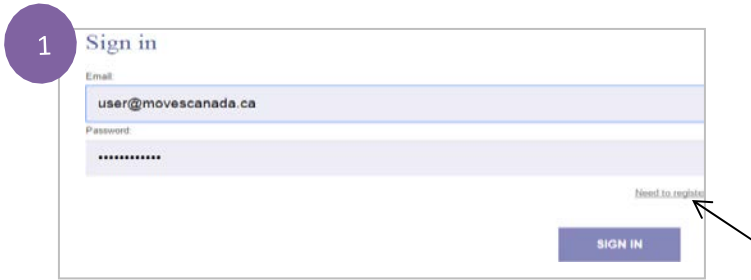 1
Sign in
Email:
user@movescanada.ca
Password:
••••••••••••
Need to registe
SIGN IN